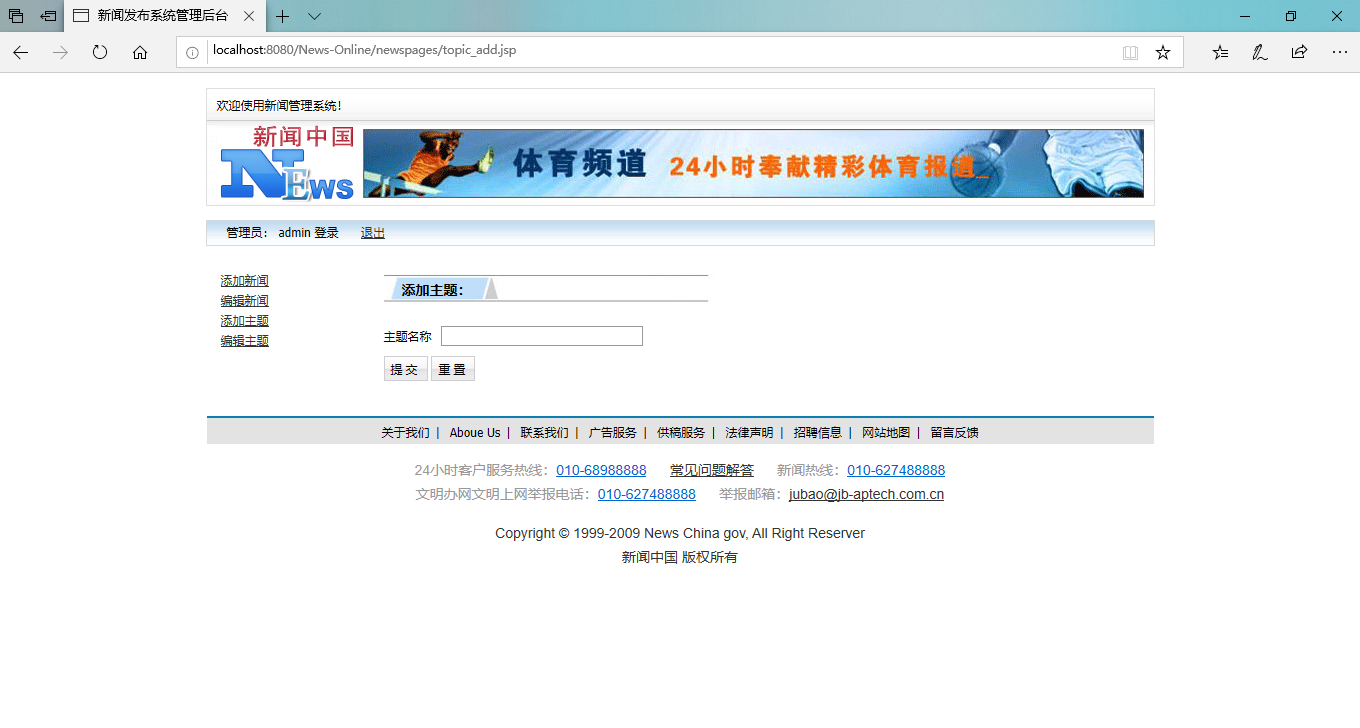 新闻发布系统管理后台
localhost:8080/News-Online/newspages/topic_add.jsp
欢迎使用新闻管理系统!
新闻中国
News
体育频道 24小时奉献精彩体育报道_
管理员： admin 登录 退出
添加新闻
编辑新闻
添加主题
编辑主题
添加主题：
主题名称
提交 重置
关于我们 | Aboue Us | 联系我们 | 广告服务 | 供稿服务 | 法律声明 | 招聘信息 | 网站地图 | 留言反馈
24小时客户服务热线：010-68988888 常见问题解答 新闻热线：010-627488888
文明办网文明上网举报电话：010-627488888 举报邮箱：jubao@jb-aptech.com.cn
Copyright © 1999-2009 News China gov, All Right Reserver
新闻中国 版权所有